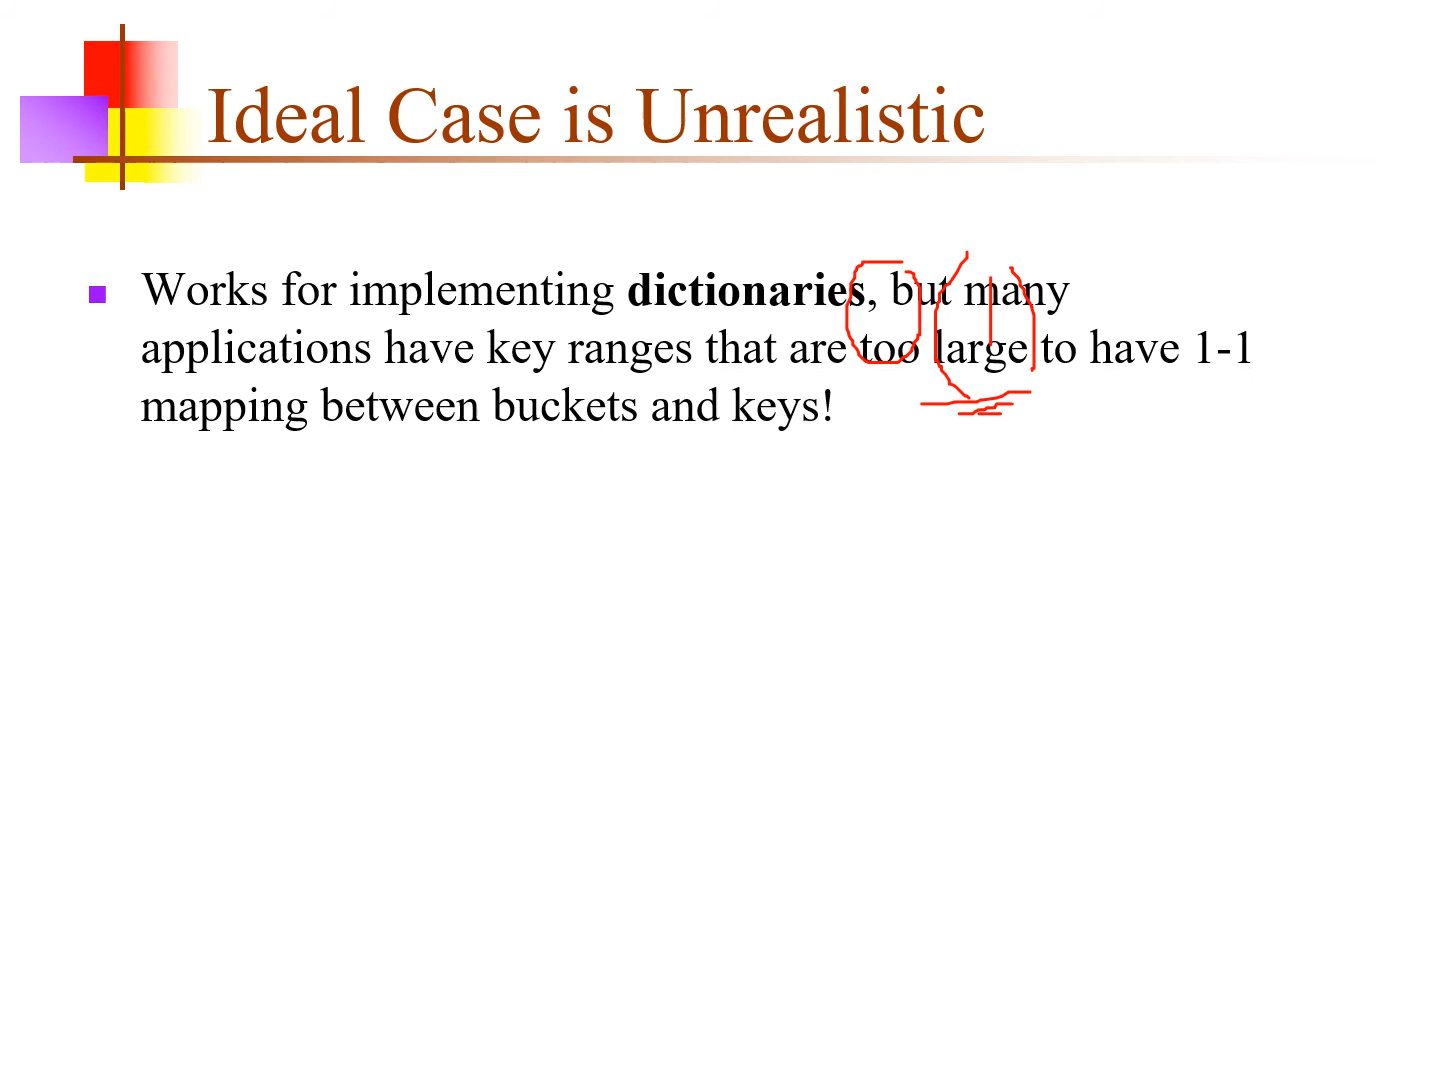 Ideal Case is Unrealistic
Works for implementing dictionaries, but many
applications have key ranges that are too large to have 1-1
mapping between buckets and keys!